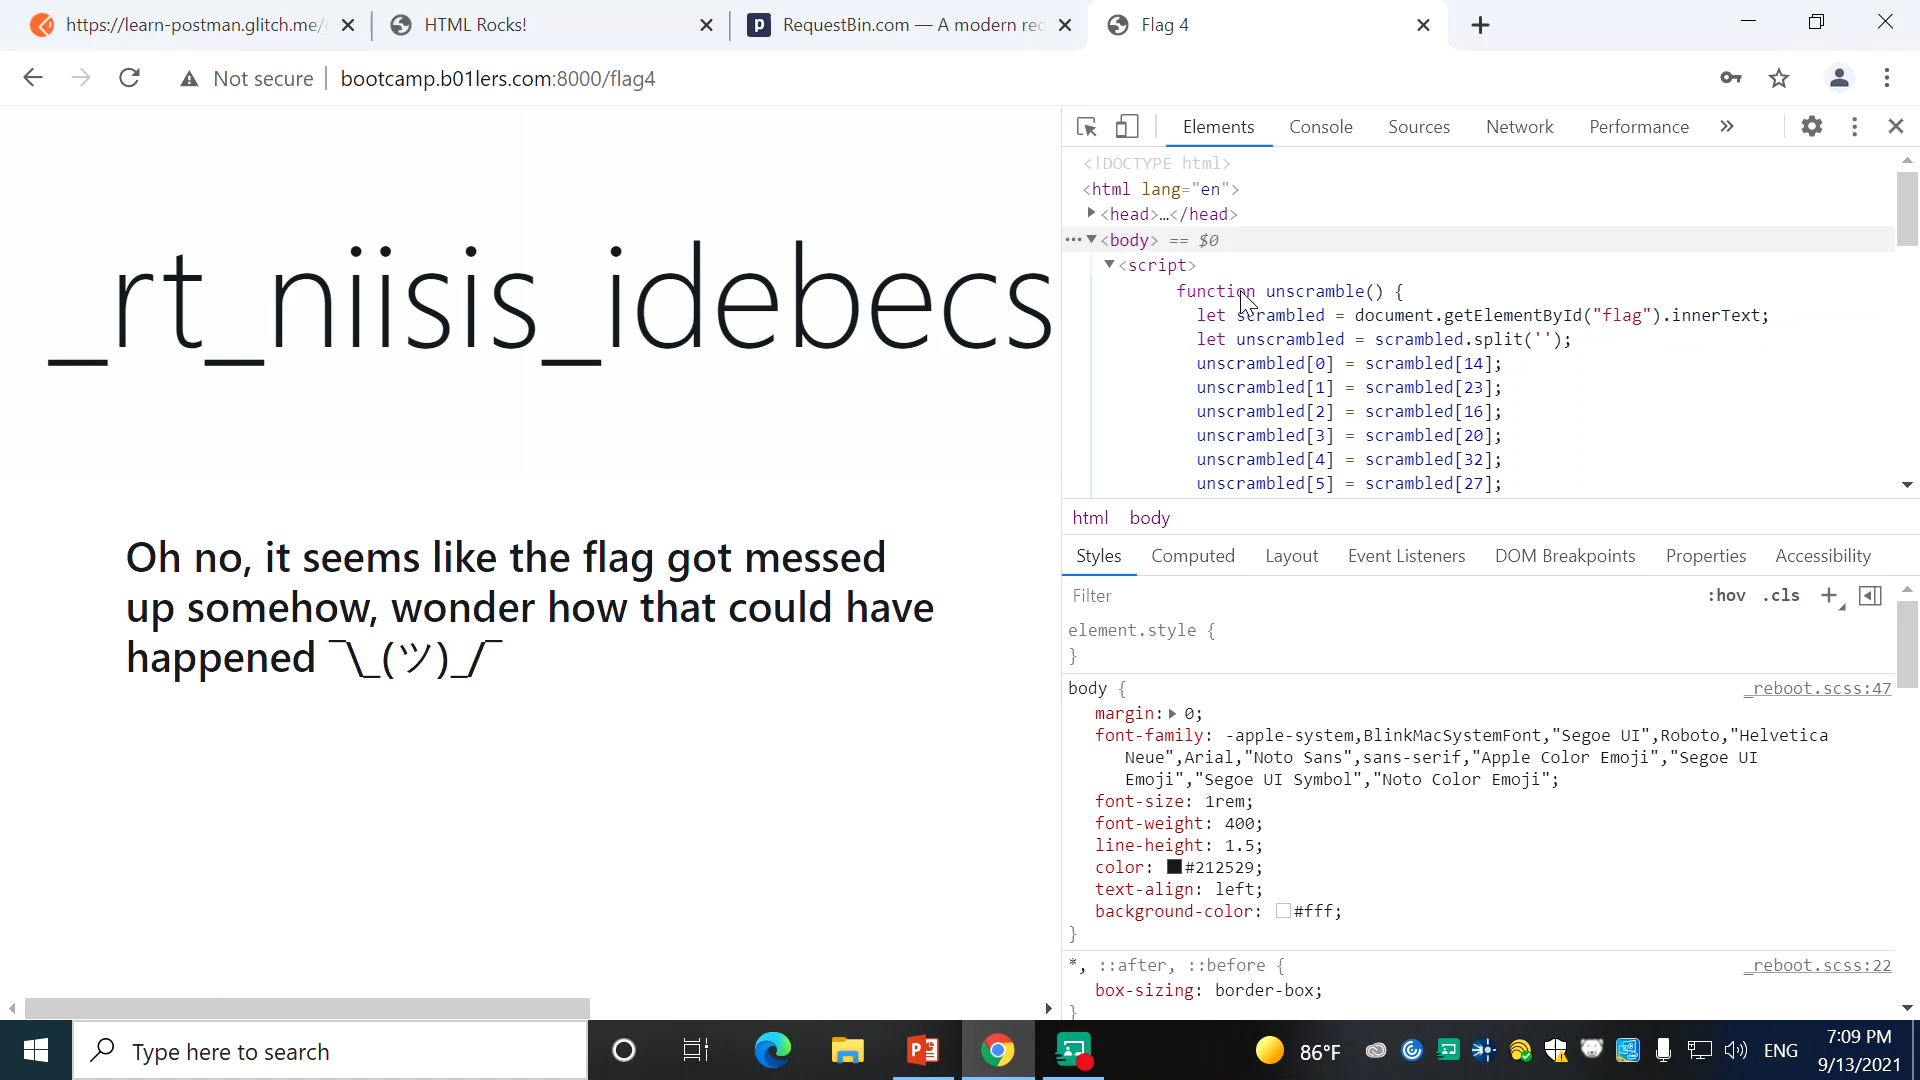 https://learn-postman.glitch.me/
HTML Rocks!
RequestBin.com — A modern rec
Flag 4
Not secure
bootcamp.b01lers.com:8000/flag4
_rt_niisis_idebecs
Oh no, it seems like the flag got messed
up somehow, wonder how that could have
happened ¯\_(ツ)_/¯
Elements Console Sources Network Performance
<!DOCTYPE html>
<html lang="en">
<head>…</head>
<body> == $0
<script>
function unscramble() {
let scrambled = document.getElementById("flag").innerText;
let unscrambled = scrambled.split('');
unscrambled[0] = scrambled[14];
unscrambled[1] = scrambled[23];
unscrambled[2] = scrambled[16];
unscrambled[3] = scrambled[20];
unscrambled[4] = scrambled[32];
unscrambled[5] = scrambled[27];
html body
Styles Computed Layout Event Listeners DOM Breakpoints Properties Accessibility
Filter :hov .cls
element.style {
}
body { _reboot.scss:47
margin: 0;
font-family: -apple-system,BlinkMacSystemFont,"Segoe UI",Roboto,"Helvetica
Neue",Arial,"Noto Sans",sans-serif,"Apple Color Emoji","Segoe UI
Emoji","Segoe UI Symbol","Noto Color Emoji";
font-size: 1rem;
font-weight: 400;
line-height: 1.5;
color: #212529;
text-align: left;
background-color: #fff;
}
*, ::after, ::before { _reboot.scss:22
box-sizing: border-box;
}
Type here to search
86°F
ENG
7:09 PM
9/13/2021